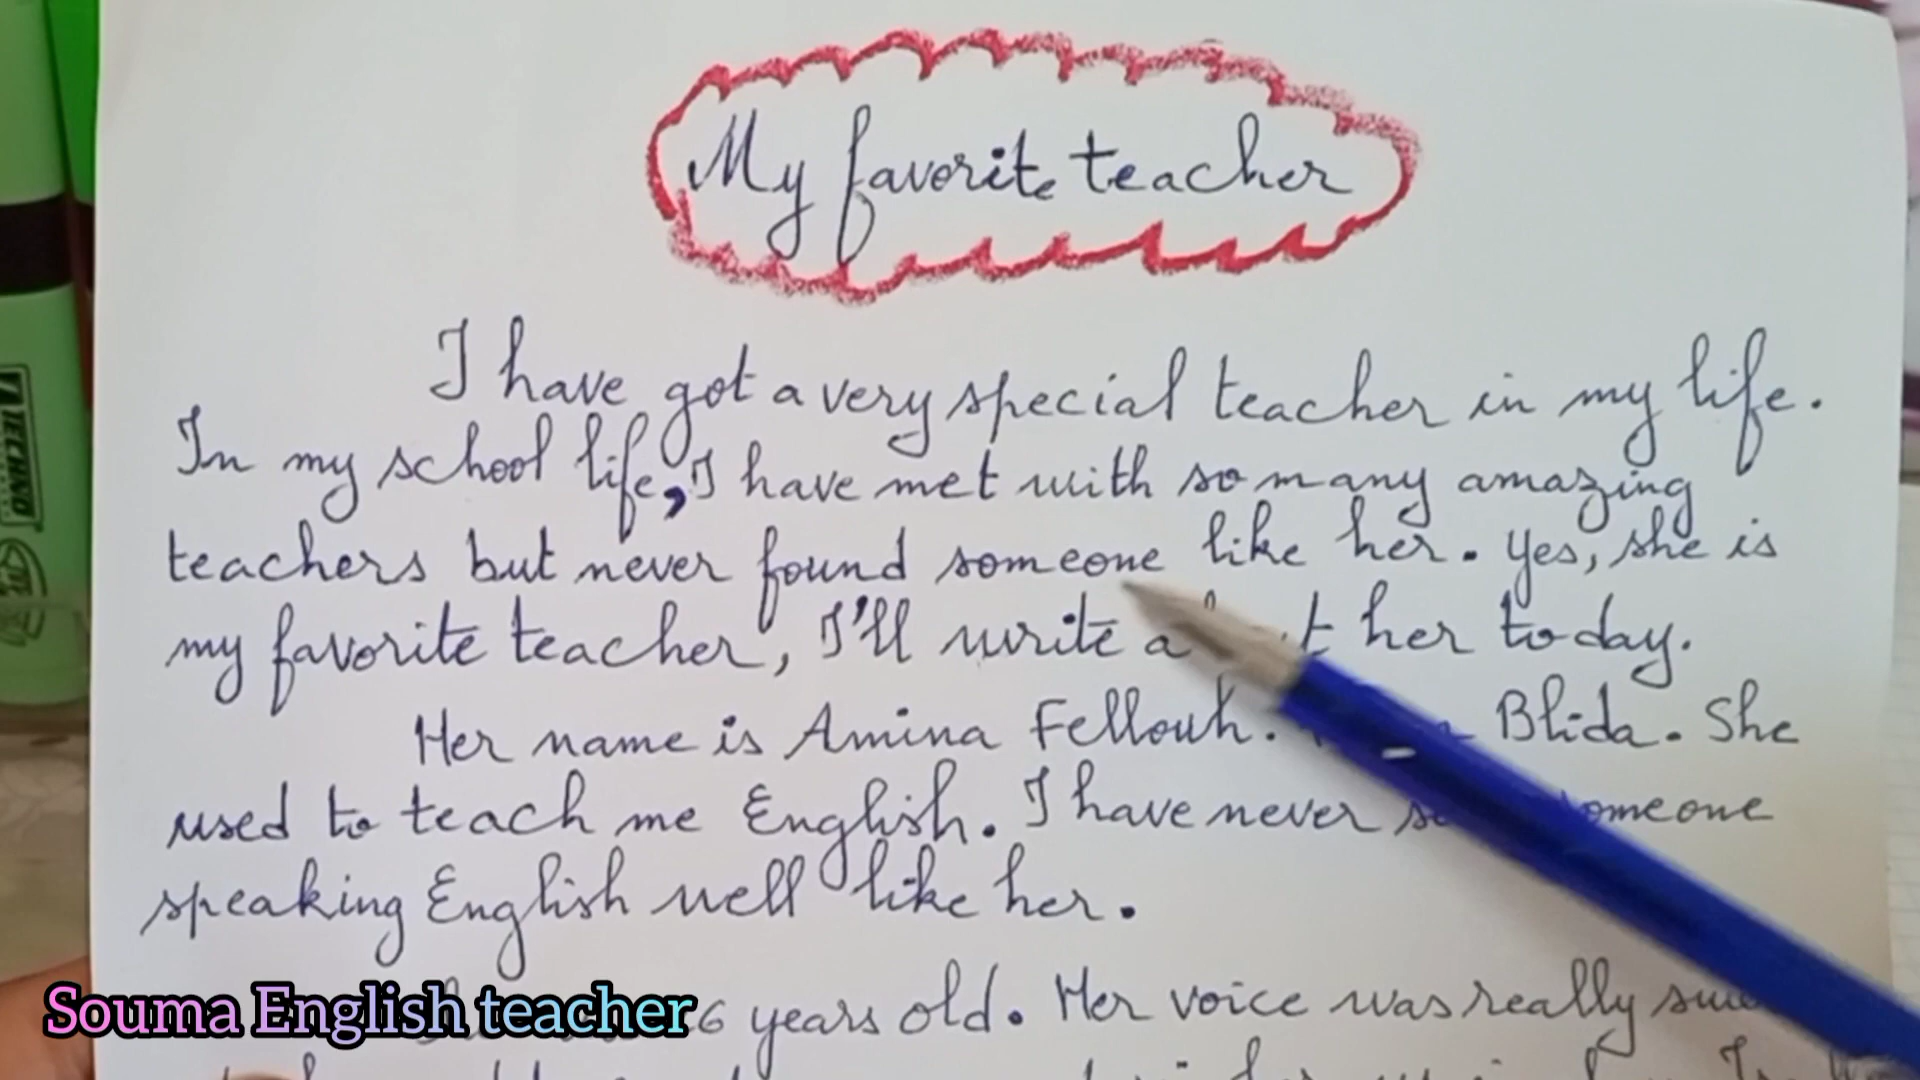 My favorite teacher
I have got a very special teacher in my life.
In my school life, I have met with so many amazing
teachers but never found someone like her. Yes, she is
my favorite teacher, I'll write her today.
Her name is Amina Fellouh. Blida. She
used to teach me English. I have never someone
speaking English well like her.
years old. Her voice was really
Souma English teacher
TECHNO